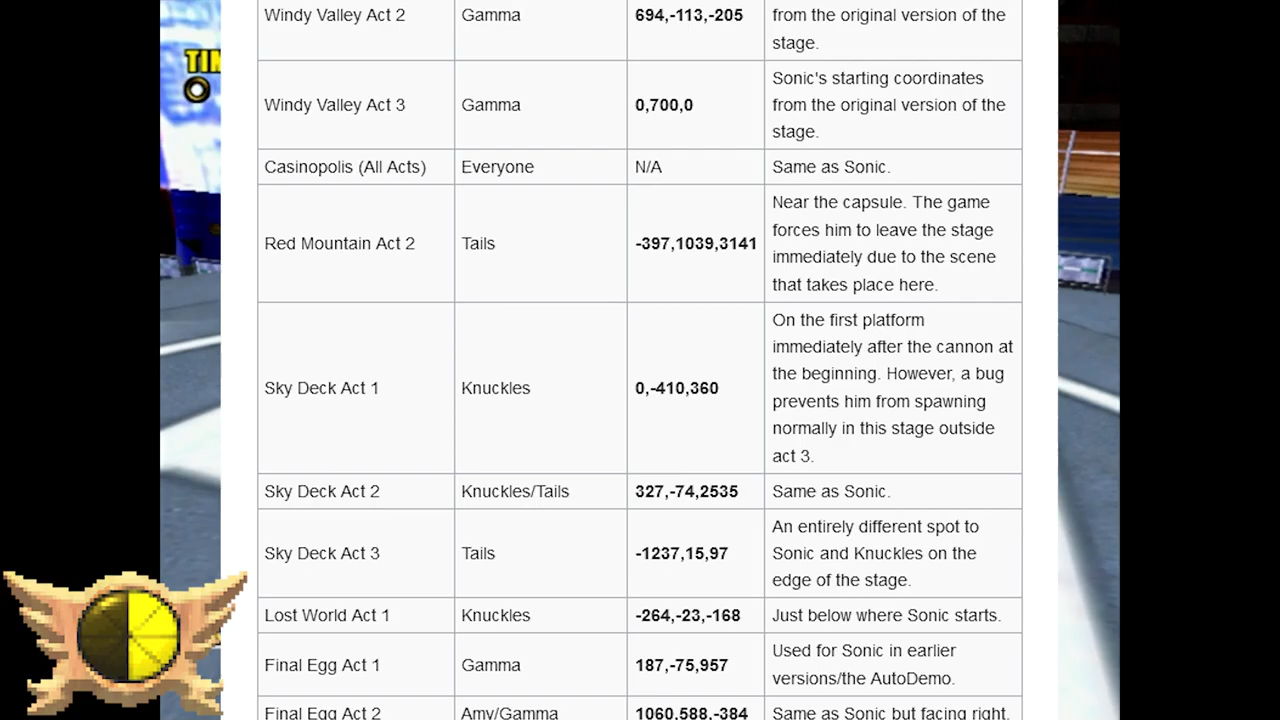 TIM
Windy Valley Act 2 Gamma 694,-113,-205 from the original version of the
stage.
Sonic's starting coordinates
Windy Valley Act 3 Gamma 0,700,0 from the original version of the
stage.
Casinopolis (All Acts) Everyone N/A Same as Sonic.
Near the capsule. The game
forces him to leave the stage
Red Mountain Act 2 Tails -397,1039,3141
immediately due to the scene
that takes place here.
On the first platform
immediately after the cannon at
the beginning. However, a bug
Sky Deck Act 1 Knuckles 0,-410,360
prevents him from spawning
normally in this stage outside
act 3.
Sky Deck Act 2 Knuckles/Tails 327,-74,2535 Same as Sonic.
An entirely different spot to
Sky Deck Act 3 Tails -1237,15,97 Sonic and Knuckles on the
edge of the stage.
Lost World Act 1 Knuckles -264,-23,-168 Just below where Sonic starts.
Used for Sonic in earlier
Final Egg Act 1 Gamma 187,-75,957
versions/the AutoDemo.
Final Egg Act 2 Amy/Gamma 1060,588,-384 Same as Sonic but facing right.